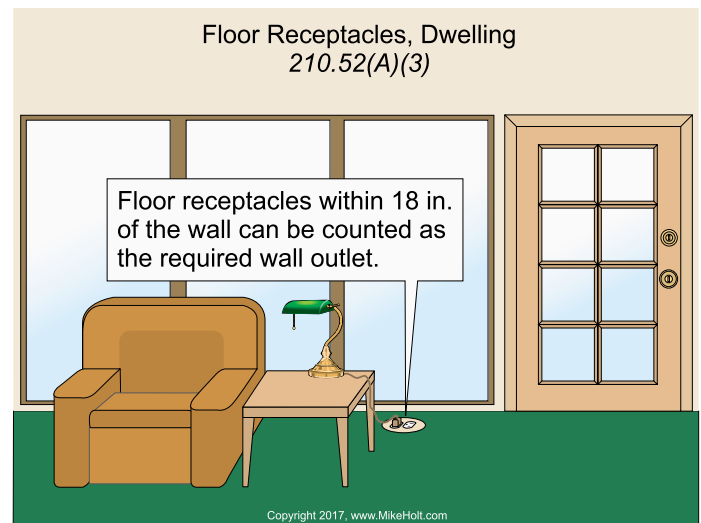 Floor Receptacles, Dwelling
210.52(A)(3)
Floor receptacles within 18 in.
of the wall can be counted as
the required wall outlet.
Copyright 2017, www.MikeHolt.com